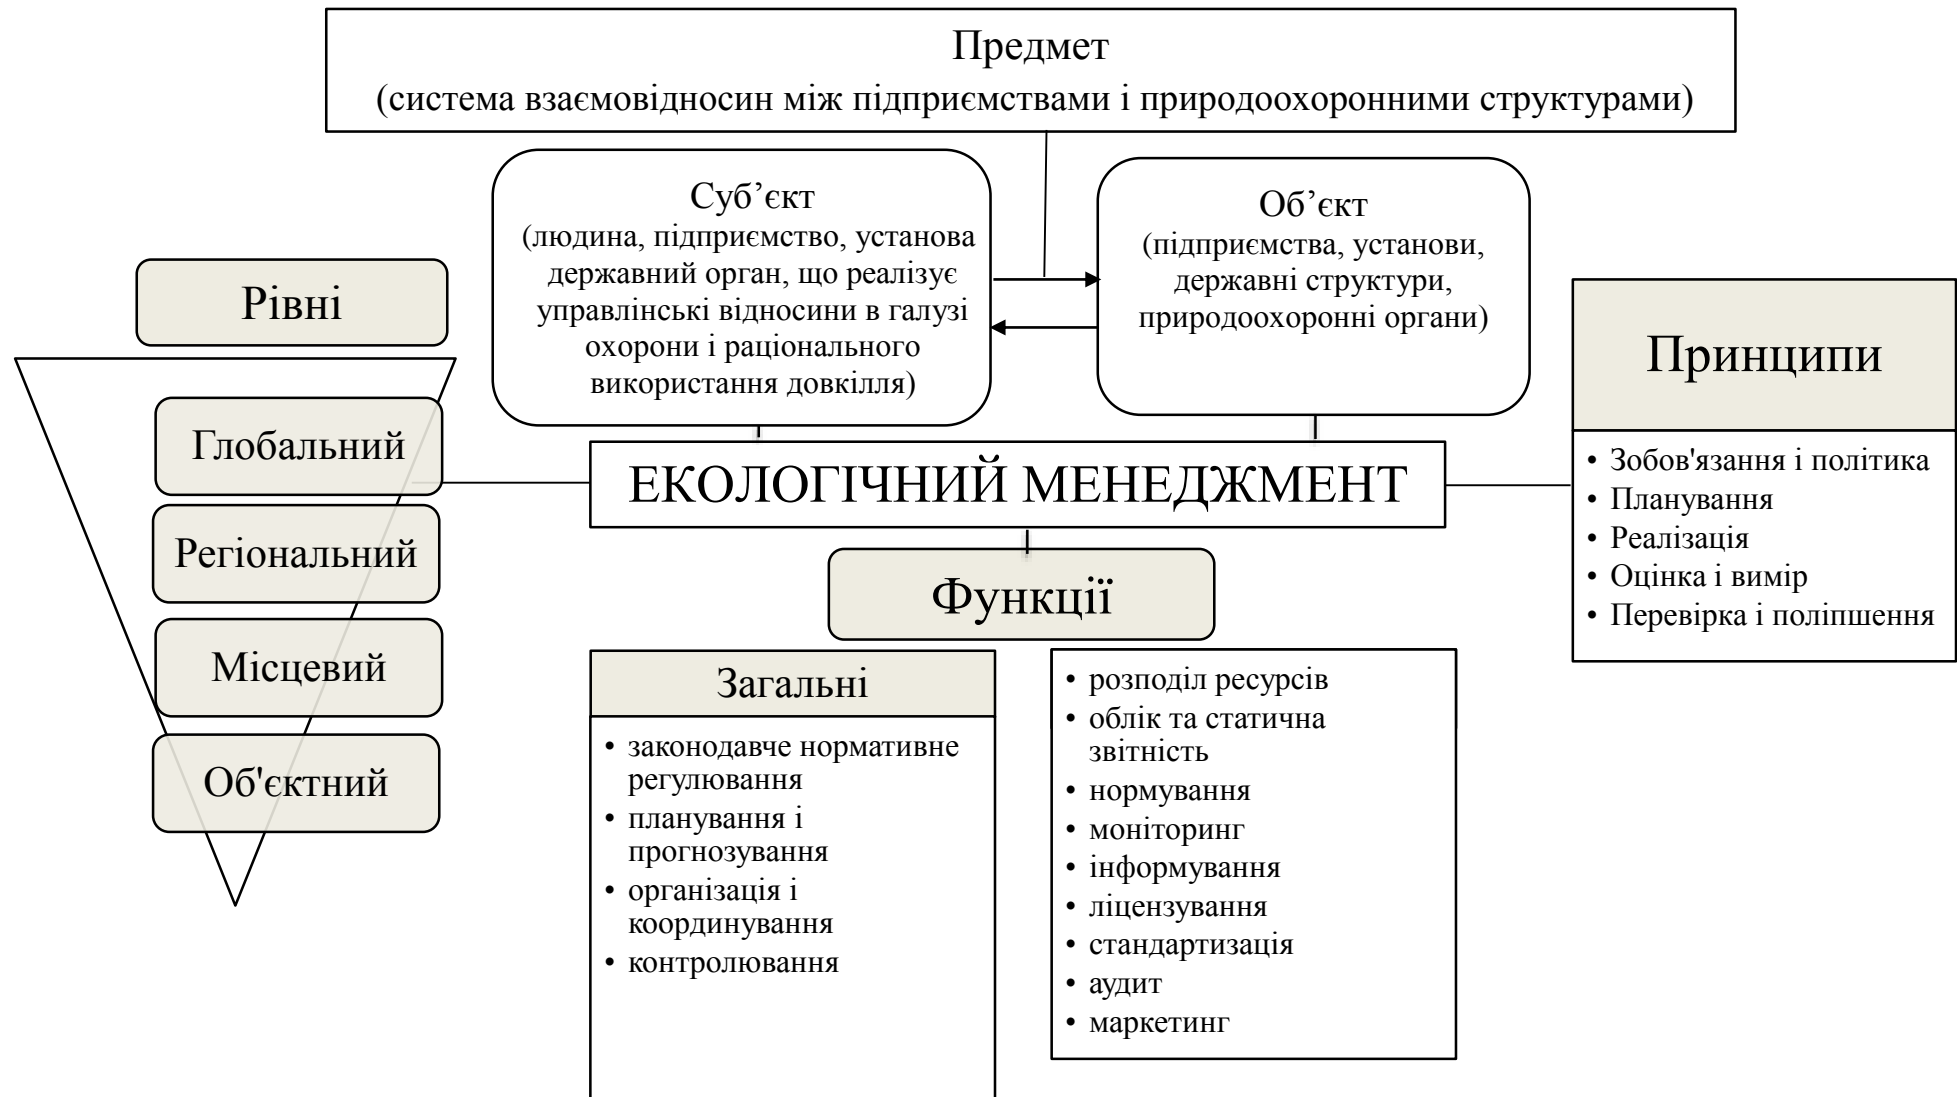 Предмет
(система взаємовідносин між підприємствами і природоохоронними структурами)
Суб’єкт
(людина, підприємство, установа
державний орган, що реалізує
управлінські відносини в галузі
охорони і раціонального
використання довкілля)
Об’єкт
(підприємства, установи,
державні структури,
природоохоронні органи)
Рівні
Глобальний
Регіональний
Місцевий
Об'єктний
ЕКОЛОГІЧНИЙ МЕНЕДЖМЕНТ
Принципи
• Зобов'язання і політика
• Планування
• Реалізація
• Оцінка і вимір
• Перевірка і поліпшення
Функції
Загальні
• законодавче нормативне
регулювання
• планування і
прогнозування
• організація і
координування
• контролювання
• розподіл ресурсів
• облік та статична
звітність
• нормування
• моніторинг
• інформування
• ліцензування
• стандартизація
• аудит
• маркетинг